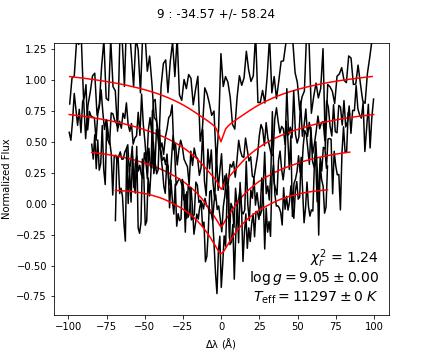 9 : -34.57 +/- 58.24
1.25
1.00
0.75
0.50
0.25
0.00
−0.25
−0.50
−0.75
Normalized Flux
χ²ᵣ = 1.24
log g = 9.05 ± 0.00
T_eff = 11297 ± 0 K
−100 −75 −50 −25 0 25 50 75 100
Δλ (Å)